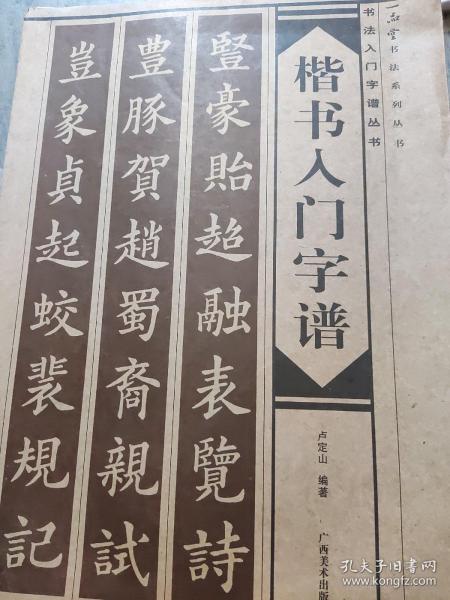 堂书法系列丛书
书法入门字谱丛书
楷书入门字谱
卢定山 编著
广西美术出版
豎豪貽超融表覽詩
豐豚賀趙蜀裔親試
豈象貞起蛟裴規記
孔夫子旧书网
www.kongfz.com